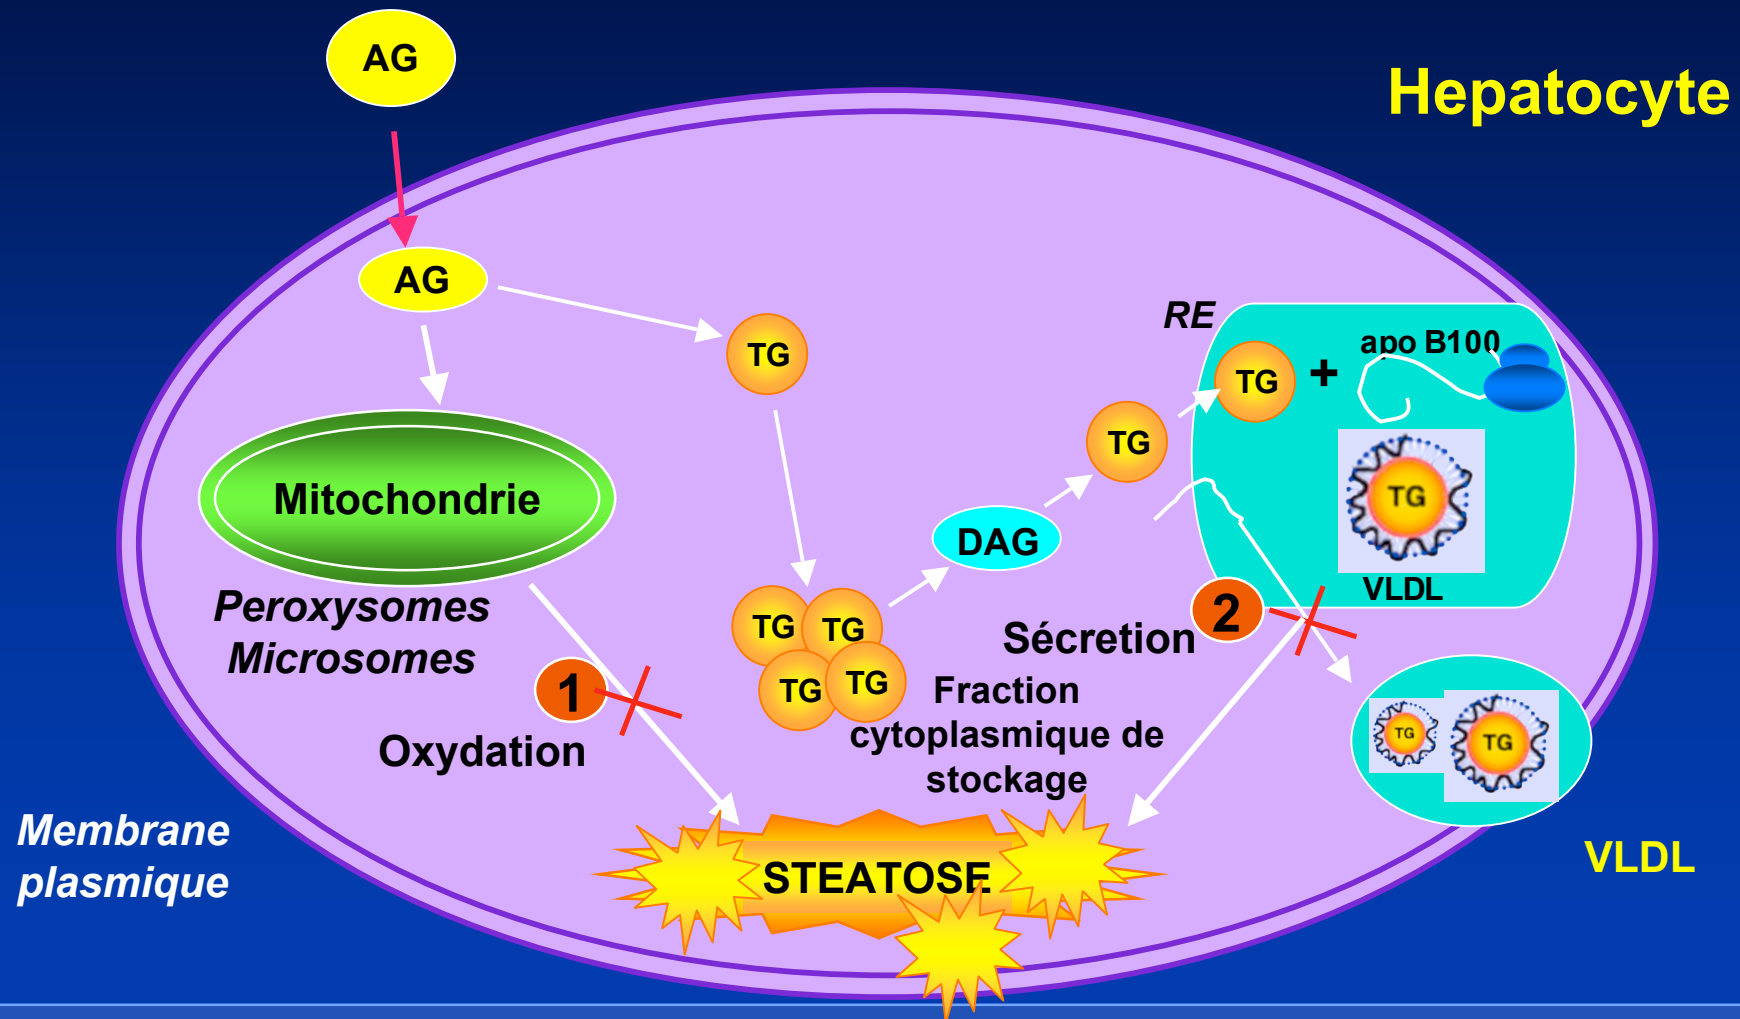 AG
Hepatocyte
AG
TG
RE
TG
+
apo B100
TG
TG
Mitochondrie
DAG
VLDL
Peroxysomes
Microsomes
TG
TG
TG
TG
Sécretion
2
1
Oxydation
Fraction
cytoplasmique de
stockage
TG
TG
Membrane
plasmique
STEATOSE
VLDL